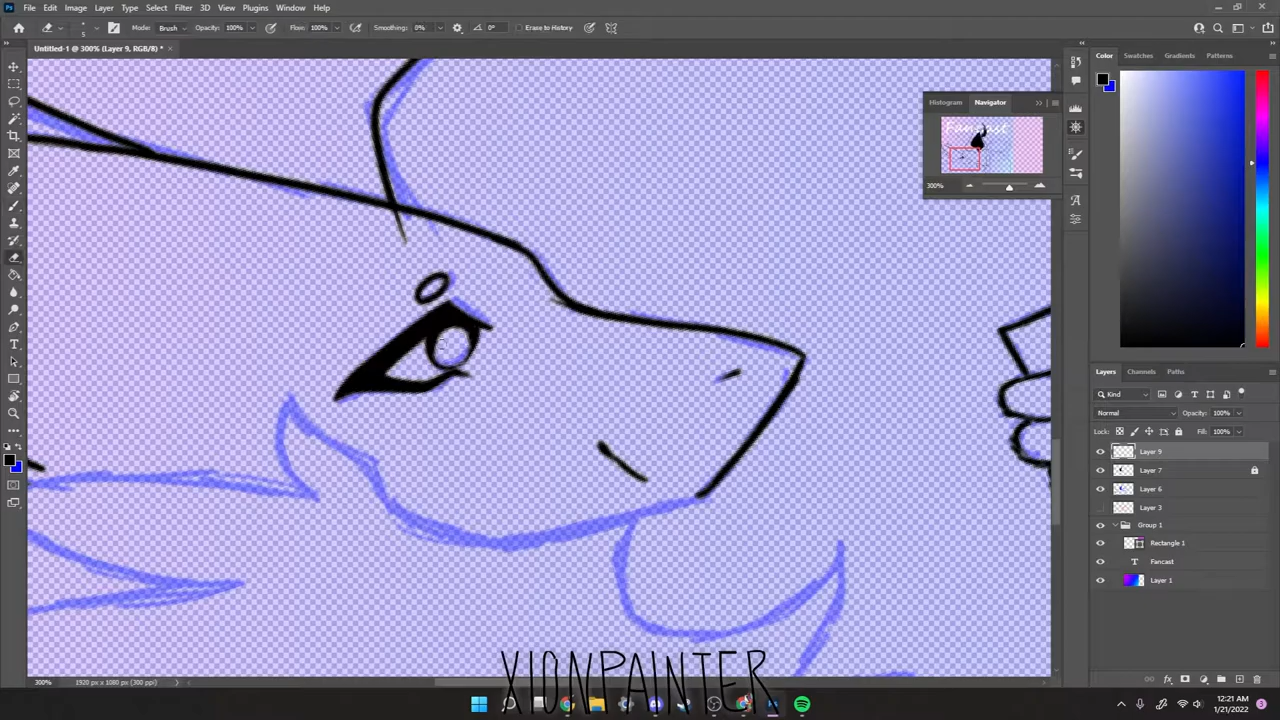 Ps File Edit Image Layer Type Select Filter 3D View Plugins Window Help
5 Mode: Brush Opacity: 100% Flow: 100% Smoothing: 0% 0° Erase to History
Untitled-1 @ 300% (Layer 9, RGB/8) * ×
Color Swatches Gradients Patterns
Histogram Navigator
Fancast
300%
Layers Channels Paths
Kind
Normal Opacity: 100%
Lock: Fill: 100%
Layer 9
Layer 7
Layer 6
Layer 3
Group 1
Rectangle 1
T Fancast
Layer 1
XIONPAINTER
300% 1920 px x 1080 px (300 ppi)
12:21 AM
1/21/2022